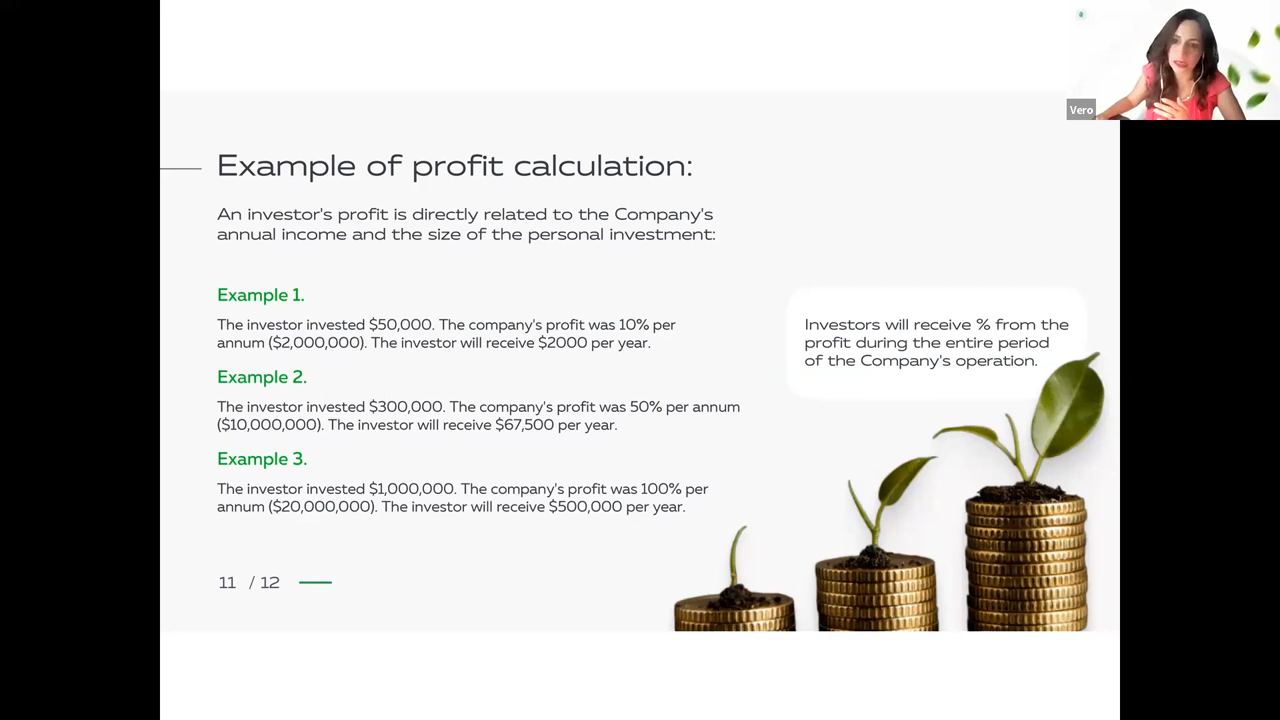 Vero
Example of profit calculation:
An investor's profit is directly related to the Company's
annual income and the size of the personal investment:
Example 1.
The investor invested $50,000. The company's profit was 10% per
annum ($2,000,000). The investor will receive $2000 per year.
Example 2.
The investor invested $300,000. The company's profit was 50% per annum
($10,000,000). The investor will receive $67,500 per year.
Example 3.
The investor invested $1,000,000. The company's profit was 100% per
annum ($20,000,000). The investor will receive $500,000 per year.
Investors will receive % from the
profit during the entire period
of the Company's operation.
11 / 12